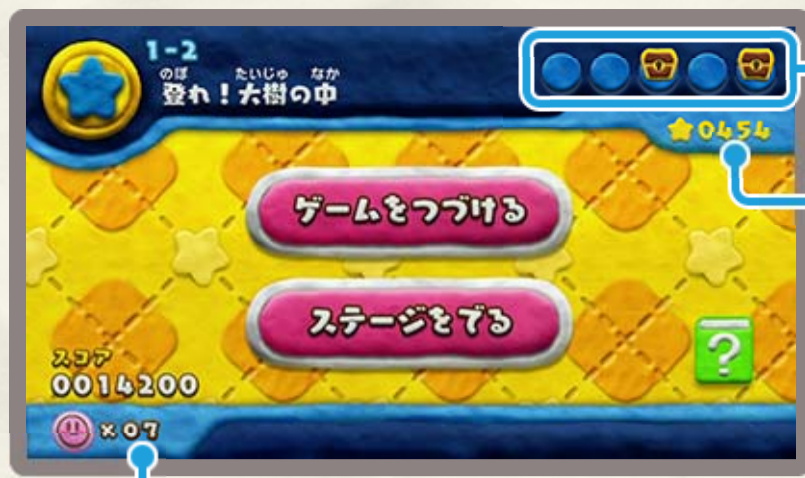 1-2
のぼ たいじゅ なか
登れ！大樹の中
0454
ゲームをつづける
ステージをでる
?
スコア
0014200
×07